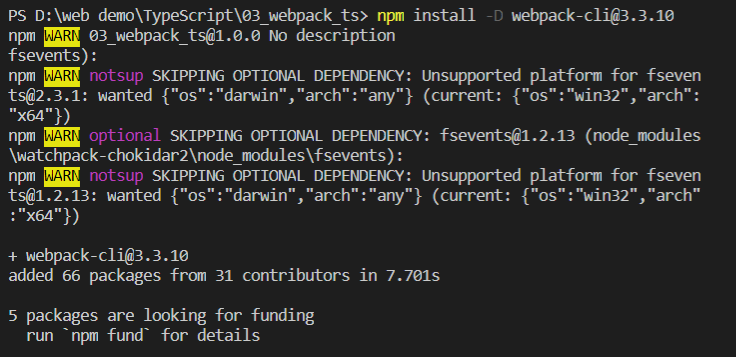 PS D:\web demo\TypeScript\03_webpack_ts> npm install -D webpack-cli@3.3.10
npm WARN 03_webpack_ts@1.0.0 No description
fsevents):
npm WARN notsup SKIPPING OPTIONAL DEPENDENCY: Unsupported platform for fseven
ts@2.3.1: wanted {"os":"darwin","arch":"any"} (current: {"os":"win32","arch":
"x64"})
npm WARN optional SKIPPING OPTIONAL DEPENDENCY: fsevents@1.2.13 (node_modules
\watchpack-chokidar2\node_modules\fsevents):
npm WARN notsup SKIPPING OPTIONAL DEPENDENCY: Unsupported platform for fseven
ts@1.2.13: wanted {"os":"darwin","arch":"any"} (current: {"os":"win32","arch"
:"x64"})
+ webpack-cli@3.3.10
added 66 packages from 31 contributors in 7.701s
5 packages are looking for funding
  run `npm fund` for details